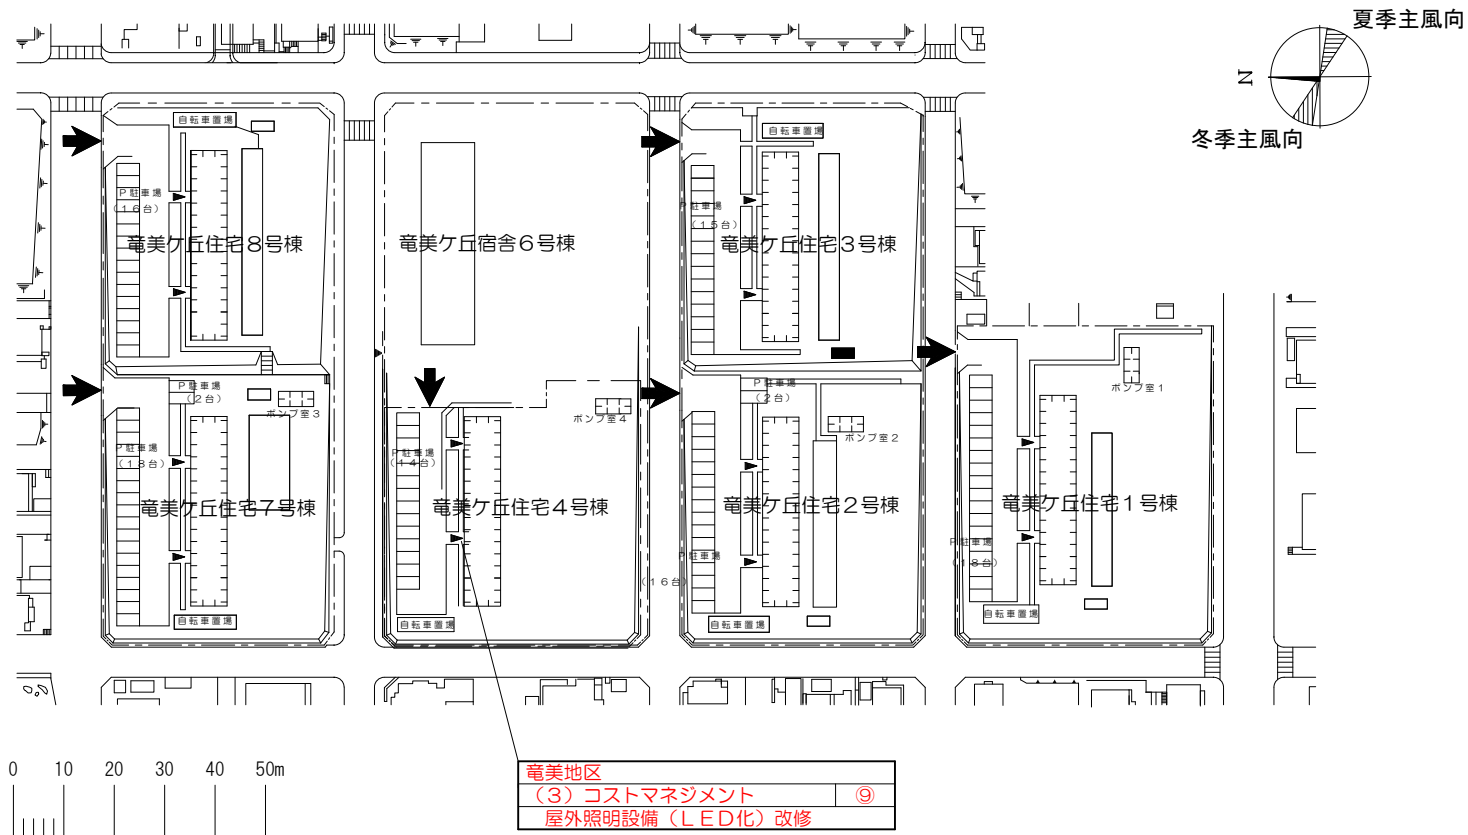 夏季主風向
N
冬季主風向
自転車置場
自転車置場
P 駐車場
(16台)
P 駐車場
(15台)
竜美ケ丘住宅8号棟
竜美ケ丘宿舎6号棟
竜美ケ丘住宅3号棟
P 駐車場
(2台)
ポンプ室3
ポンプ室4
P 駐車場
(2台)
ポンプ室2
ポンプ室1
P 駐車場
(18台)
P 駐車場
(14台)
竜美ケ丘住宅7号棟
竜美ケ丘住宅4号棟
竜美ケ丘住宅2号棟
竜美ケ丘住宅1号棟
P 駐車場
(16台)
P 駐車場
(18台)
自転車置場
自転車置場
自転車置場
自転車置場
0 10 20 30 40 50m
竜美地区
(3)コストマネジメント ⑨
屋外照明設備(LED化)改修